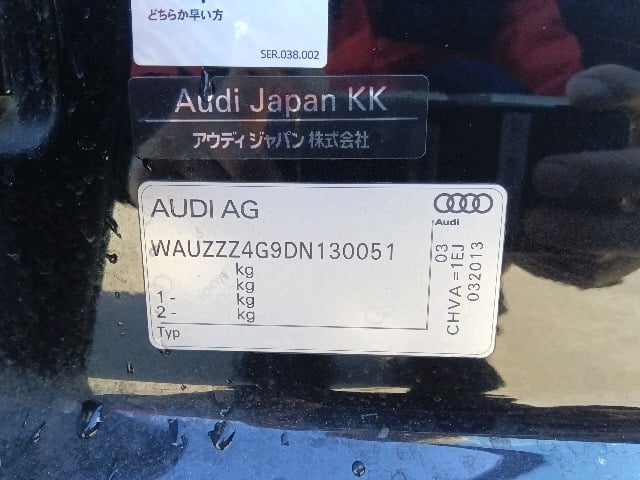 どちらか早い方
SER.038.002
Audi Japan KK
アウディ ジャパン 株式会社
AUDI AG
Audi
WAUZZZ4G9DN130051
kg
kg
1 - kg
2 - kg
Typ
03
CHVA = 1EJ
032013